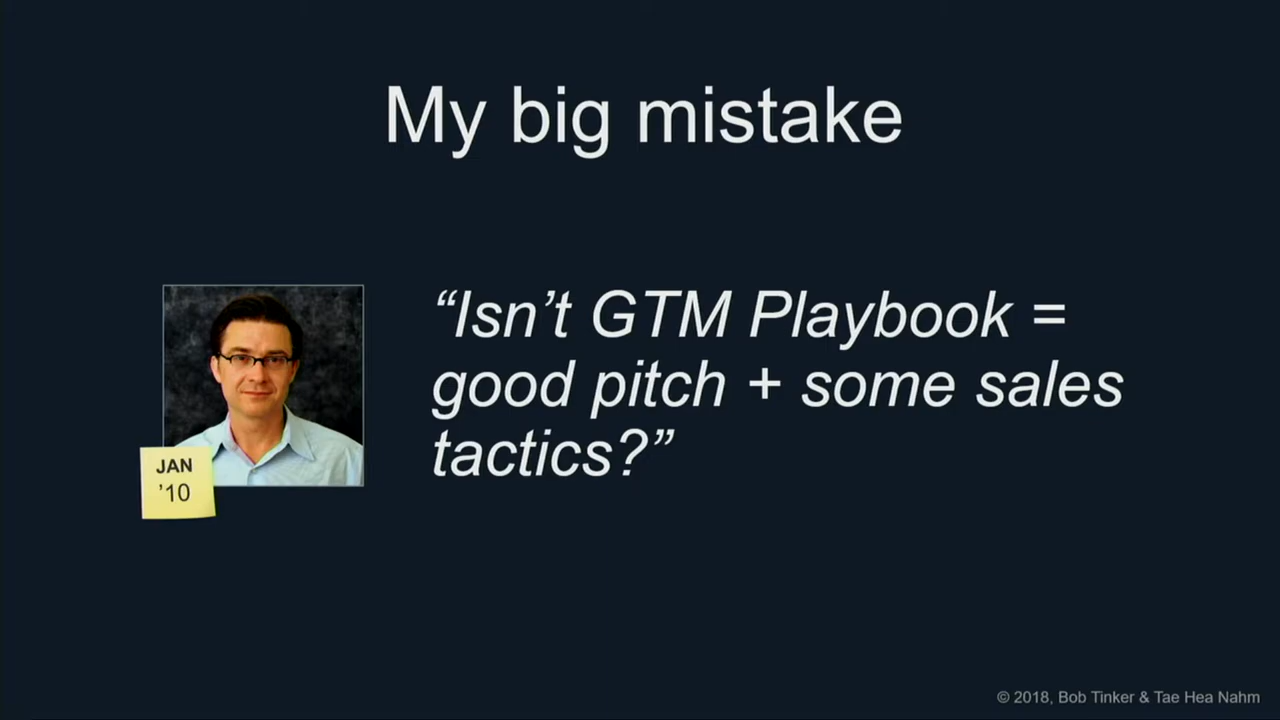 My big mistake
“Isn’t GTM Playbook =
good pitch + some sales
tactics?”
JAN
’10
© 2018, Bob Tinker & Tae Hea Nahm